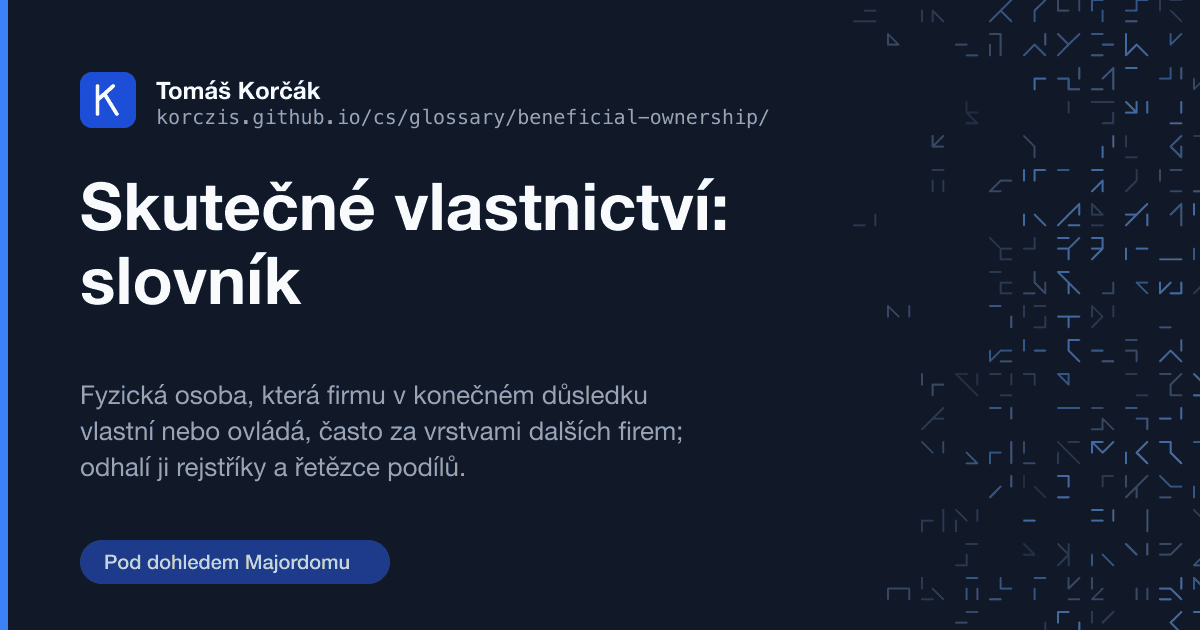 Tomáš Korčák
korczis.github.io/cs/glossary/beneficial-ownership/
Skutečné vlastnictví:
slovník
Fyzická osoba, která firmu v konečném důsledku
vlastní nebo ovládá, často za vrstvami dalších firem;
odhalí ji rejstříky a řetězce podílů.
Pod dohledem Majordomu